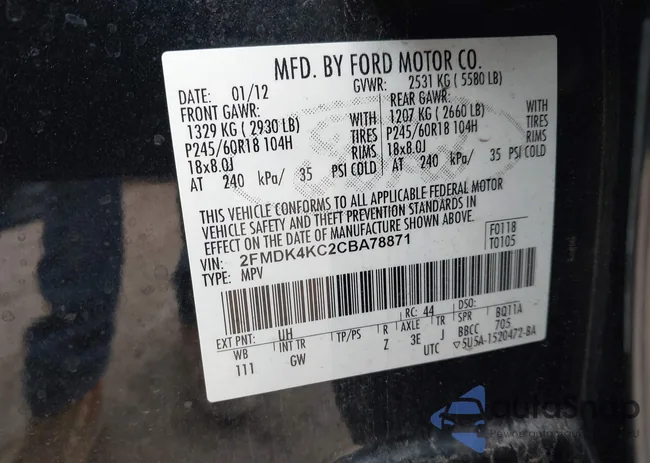 MFD. BY FORD MOTOR CO.
DATE: 01/12 GVWR: 2531 KG ( 5580 LB)
FRONT GAWR: REAR GAWR:
1329 KG ( 2930 LB) WITH 1207 KG ( 2660 LB) WITH
P245/60R18 104H TIRES P245/60R18 104H TIRES
18x8.0J RIMS 18x8.0J RIMS
AT 240 kPa/ 35 PSI COLD AT 240 kPa/ 35 PSI COLD
THIS VEHICLE CONFORMS TO ALL APPLICABLE FEDERAL MOTOR
VEHICLE SAFETY AND THEFT PREVENTION STANDARDS IN
EFFECT ON THE DATE OF MANUFACTURE SHOWN ABOVE.
VIN: 2FMDK4KC2CBA78871 F0118
TYPE: MPV T0105
EXT PNT: UH RC: 44 DSO:
WB INT TR TP/PS R AXLE TR SPR BQ11A
111 GW Z 3E J BBCC 705
UTC ▽5U5A-1520472-BA
autoSnap